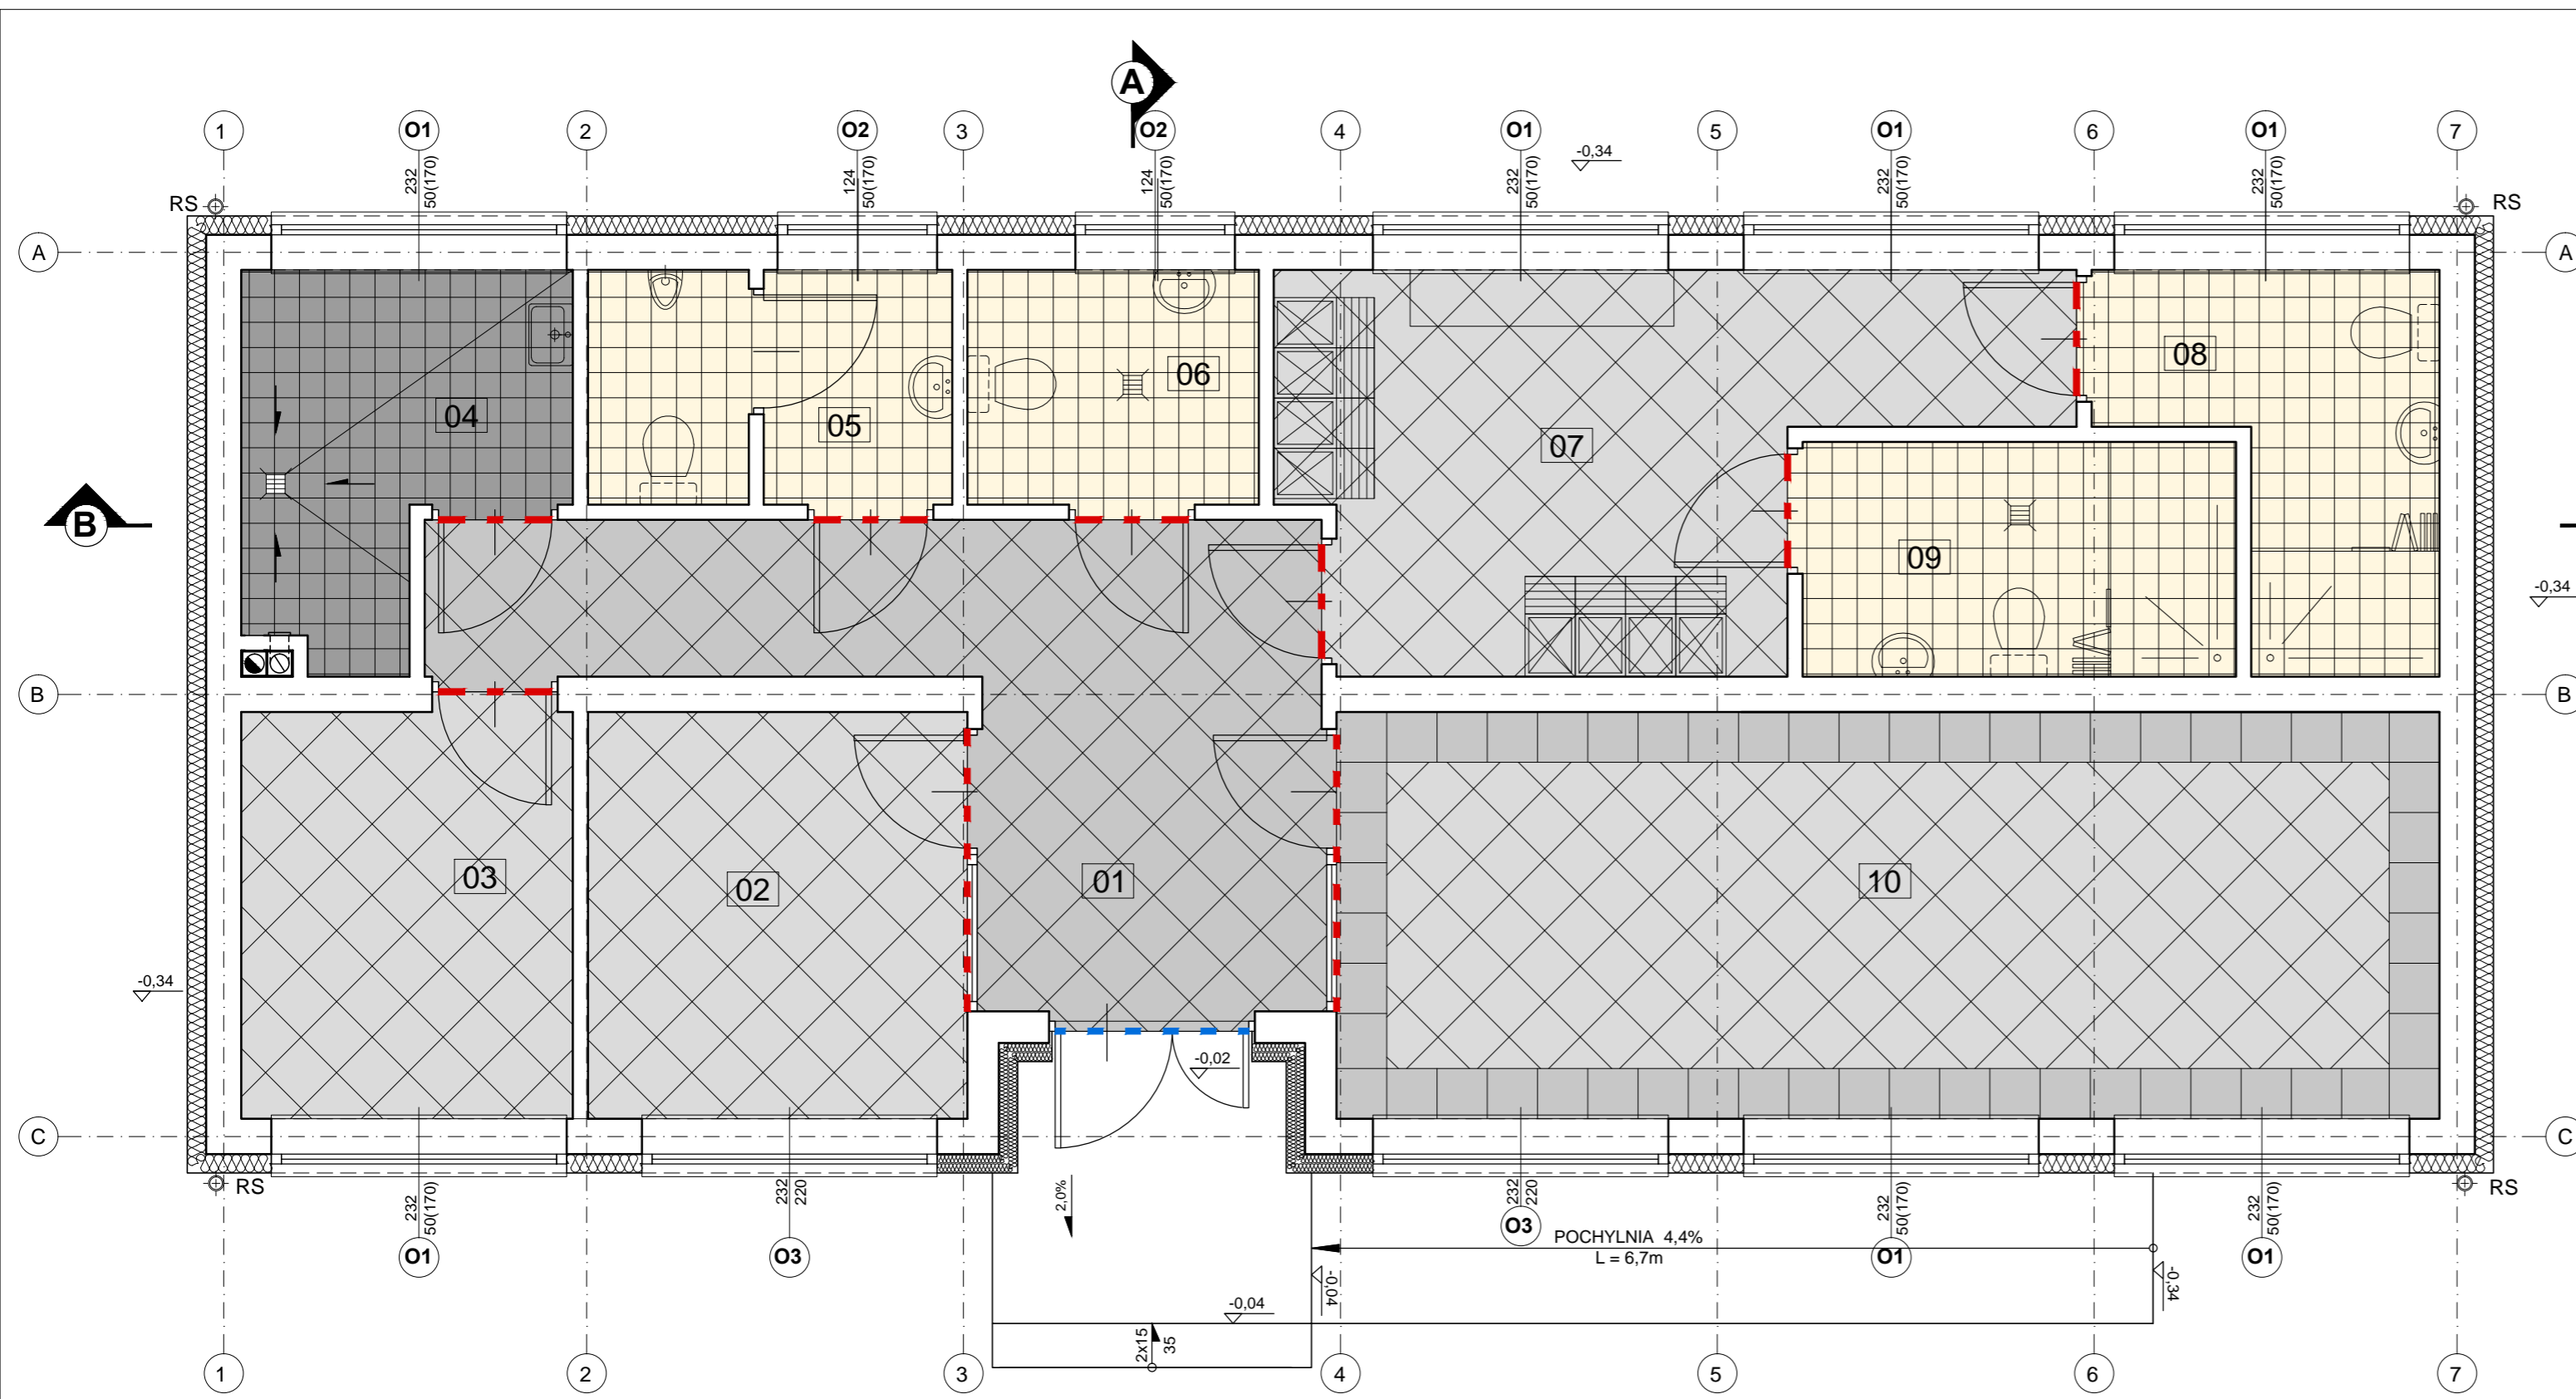 A
1
O1
2
O2
3
O2
4
O1
5
O1
6
O1
7
232
50(170)
124
50(170)
124
50(170)
232
50(170)
-0,34
232
50(170)
232
50(170)
RS
RS
A
A
04
05
06
07
08
09
B
-0,34
B
B
03
02
01
10
-0,34
-0,02
C
C
RS
RS
232
50(170)
O1
232
220
O3
2,0%
232
220
O3
POCHYLNIA 4,4%
L = 6,7m
232
50(170)
O1
232
50(170)
O1
-0,04
-0,34
-0,04
2x15
35
1
2
3
4
5
6
7